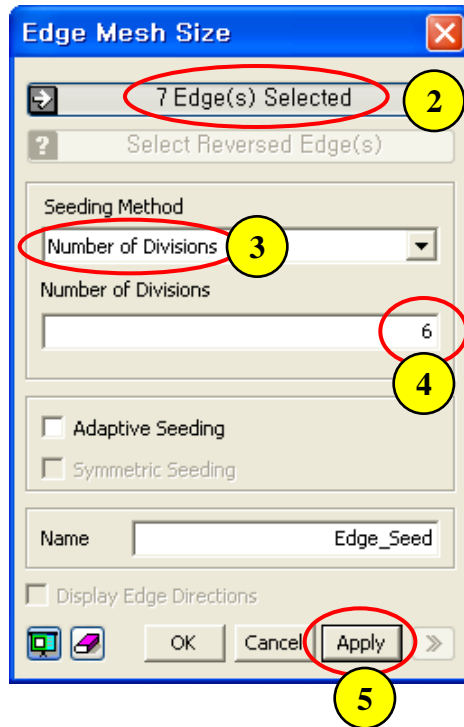 Edge Mesh Size
7 Edge(s) Selected
2
Select Reversed Edge(s)
Seeding Method
Number of Divisions
3
Number of Divisions
6
4
Adaptive Seeding
Symmetric Seeding
Name Edge_Seed
Display Edge Directions
OK Cancel Apply
5